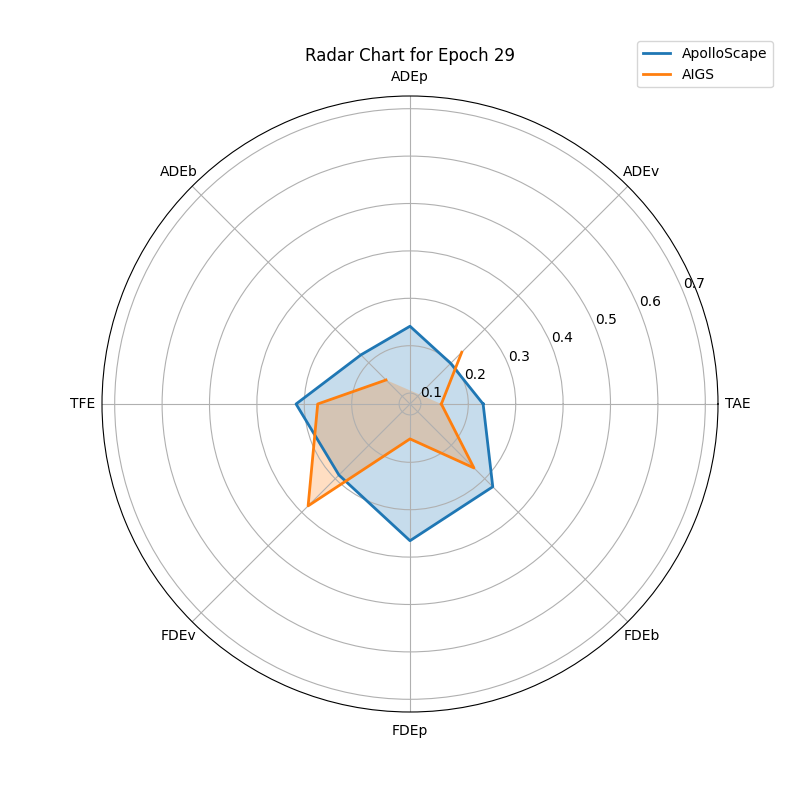 ApolloScape
AIGS
Radar Chart for Epoch 29
ADEp
ADEb
ADEv
0.7
0.6
0.5
0.4
0.3
0.2
0.1
TFE
TAE
FDEv
FDEb
FDEp